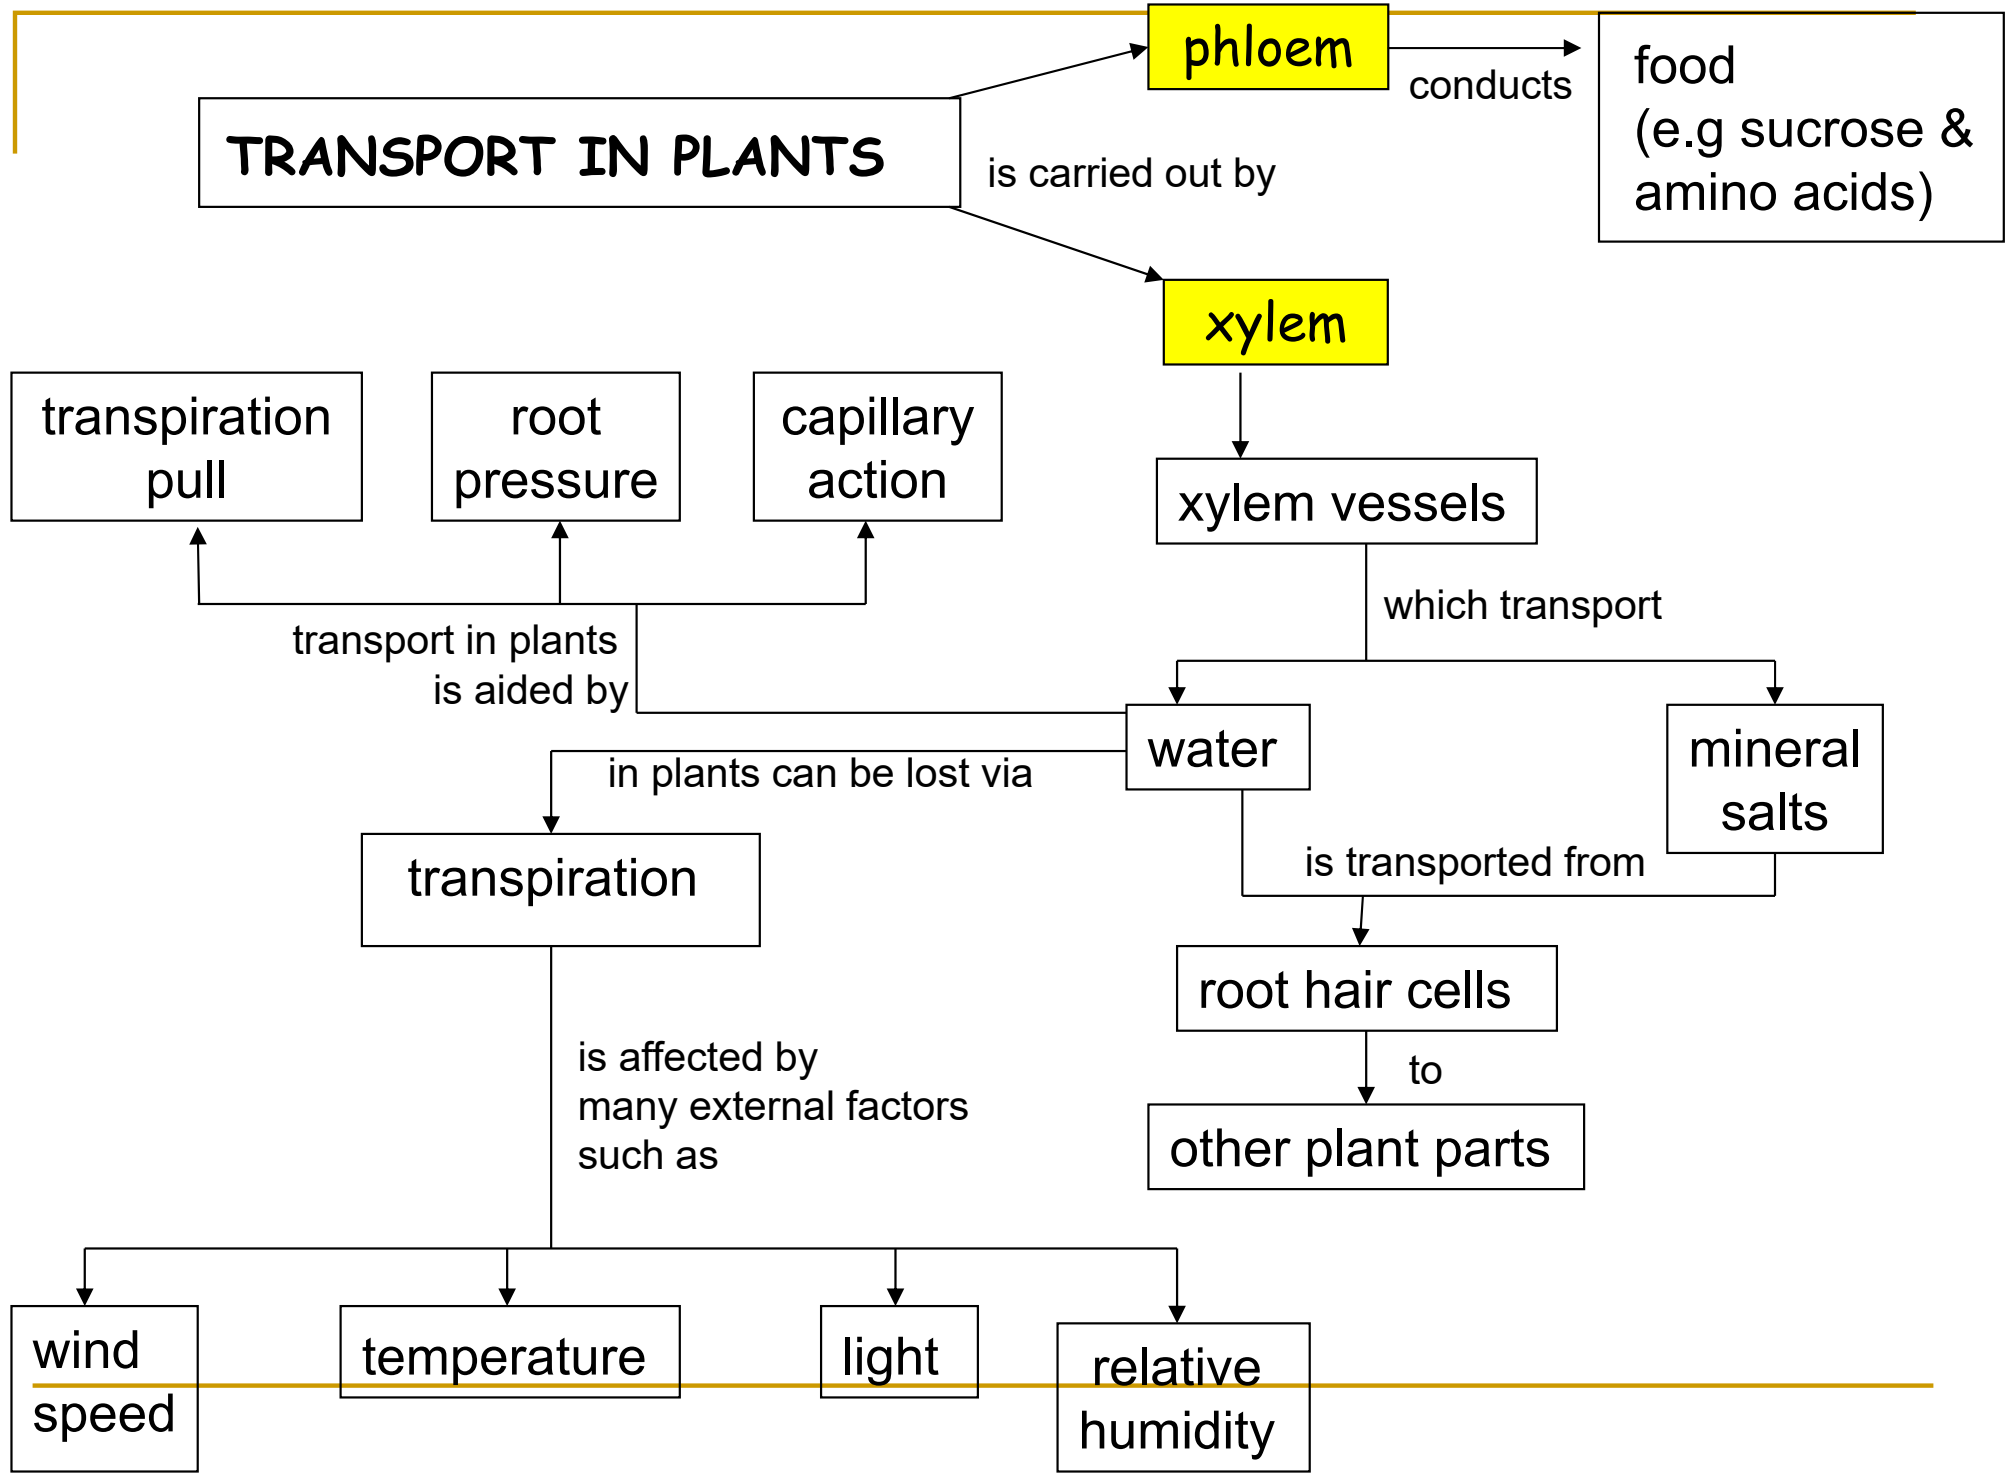 phloem
conducts
food
(e.g sucrose &
amino acids)
TRANSPORT IN PLANTS
is carried out by
xylem
transpiration
pull
root
pressure
capillary
action
xylem vessels
which transport
transport in plants
is aided by
water
mineral
salts
in plants can be lost via
transpiration
is transported from
root hair cells
to
other plant parts
is affected by
many external factors
such as
wind
speed
temperature
light
relative
humidity